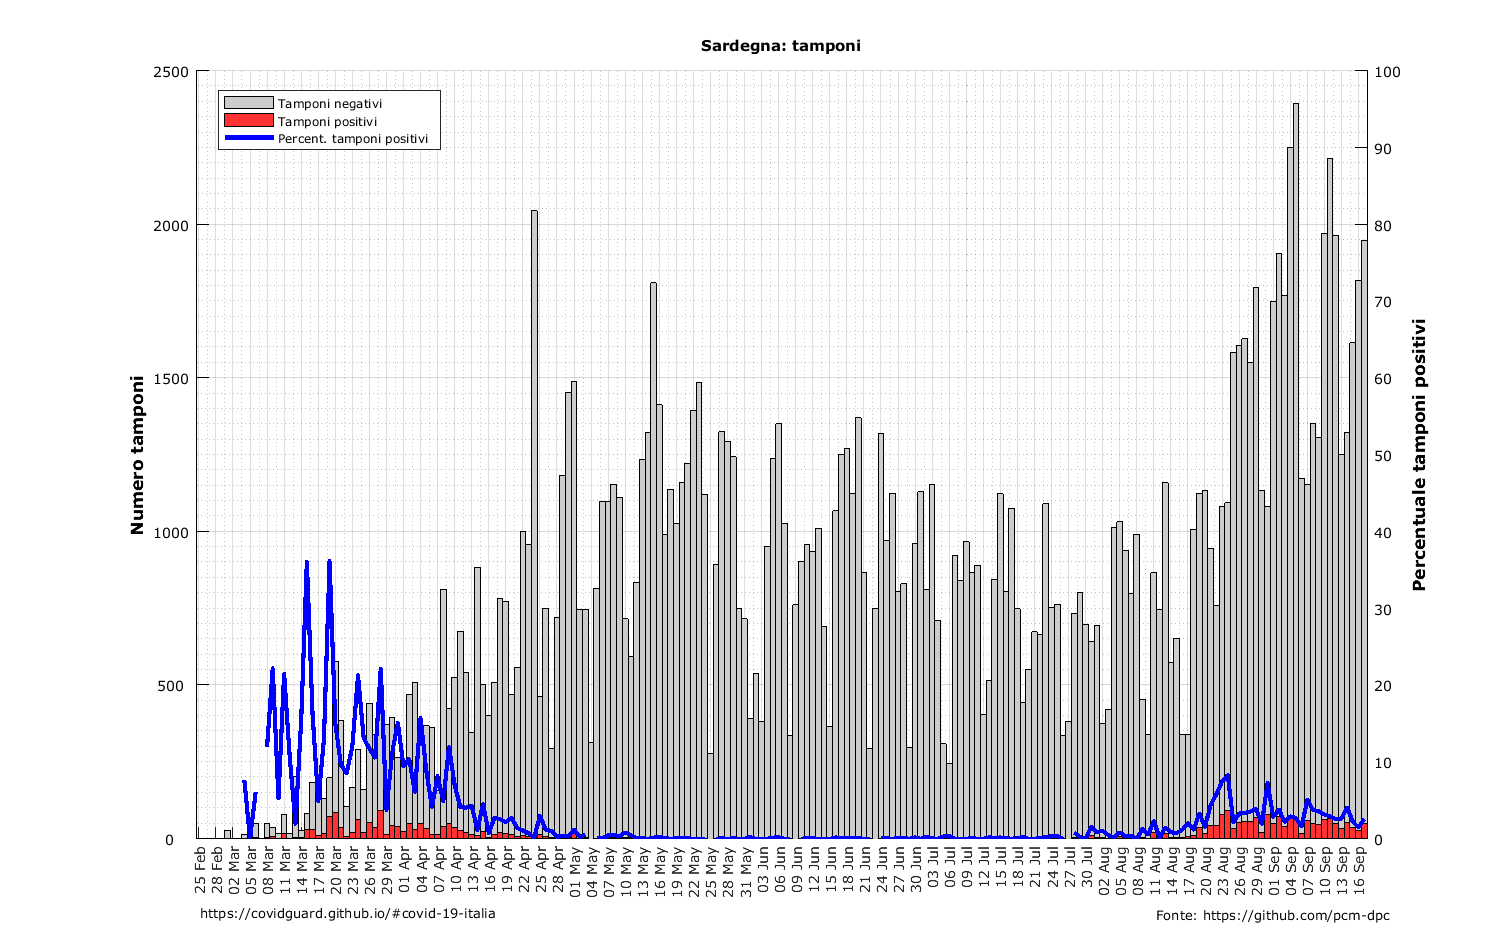 Sardegna: tamponi
2500
2000
1500
1000
500
0
100
90
80
70
60
50
40
30
20
10
0
Numero tamponi
Percentuale tamponi positivi
Tamponi negativi
Tamponi positivi
Percent. tamponi positivi
25 Feb
28 Feb
02 Mar
05 Mar
08 Mar
11 Mar
14 Mar
17 Mar
20 Mar
23 Mar
26 Mar
29 Mar
01 Apr
04 Apr
07 Apr
10 Apr
13 Apr
16 Apr
19 Apr
22 Apr
25 Apr
28 Apr
01 May
04 May
07 May
10 May
13 May
16 May
19 May
22 May
25 May
28 May
31 May
03 Jun
06 Jun
09 Jun
12 Jun
15 Jun
18 Jun
21 Jun
24 Jun
27 Jun
30 Jun
03 Jul
06 Jul
09 Jul
12 Jul
15 Jul
18 Jul
21 Jul
24 Jul
27 Jul
30 Jul
02 Aug
05 Aug
08 Aug
11 Aug
14 Aug
17 Aug
20 Aug
23 Aug
26 Aug
29 Aug
01 Sep
04 Sep
07 Sep
10 Sep
13 Sep
16 Sep
https://covidguard.github.io/#covid-19-italia
Fonte: https://github.com/pcm-dpc